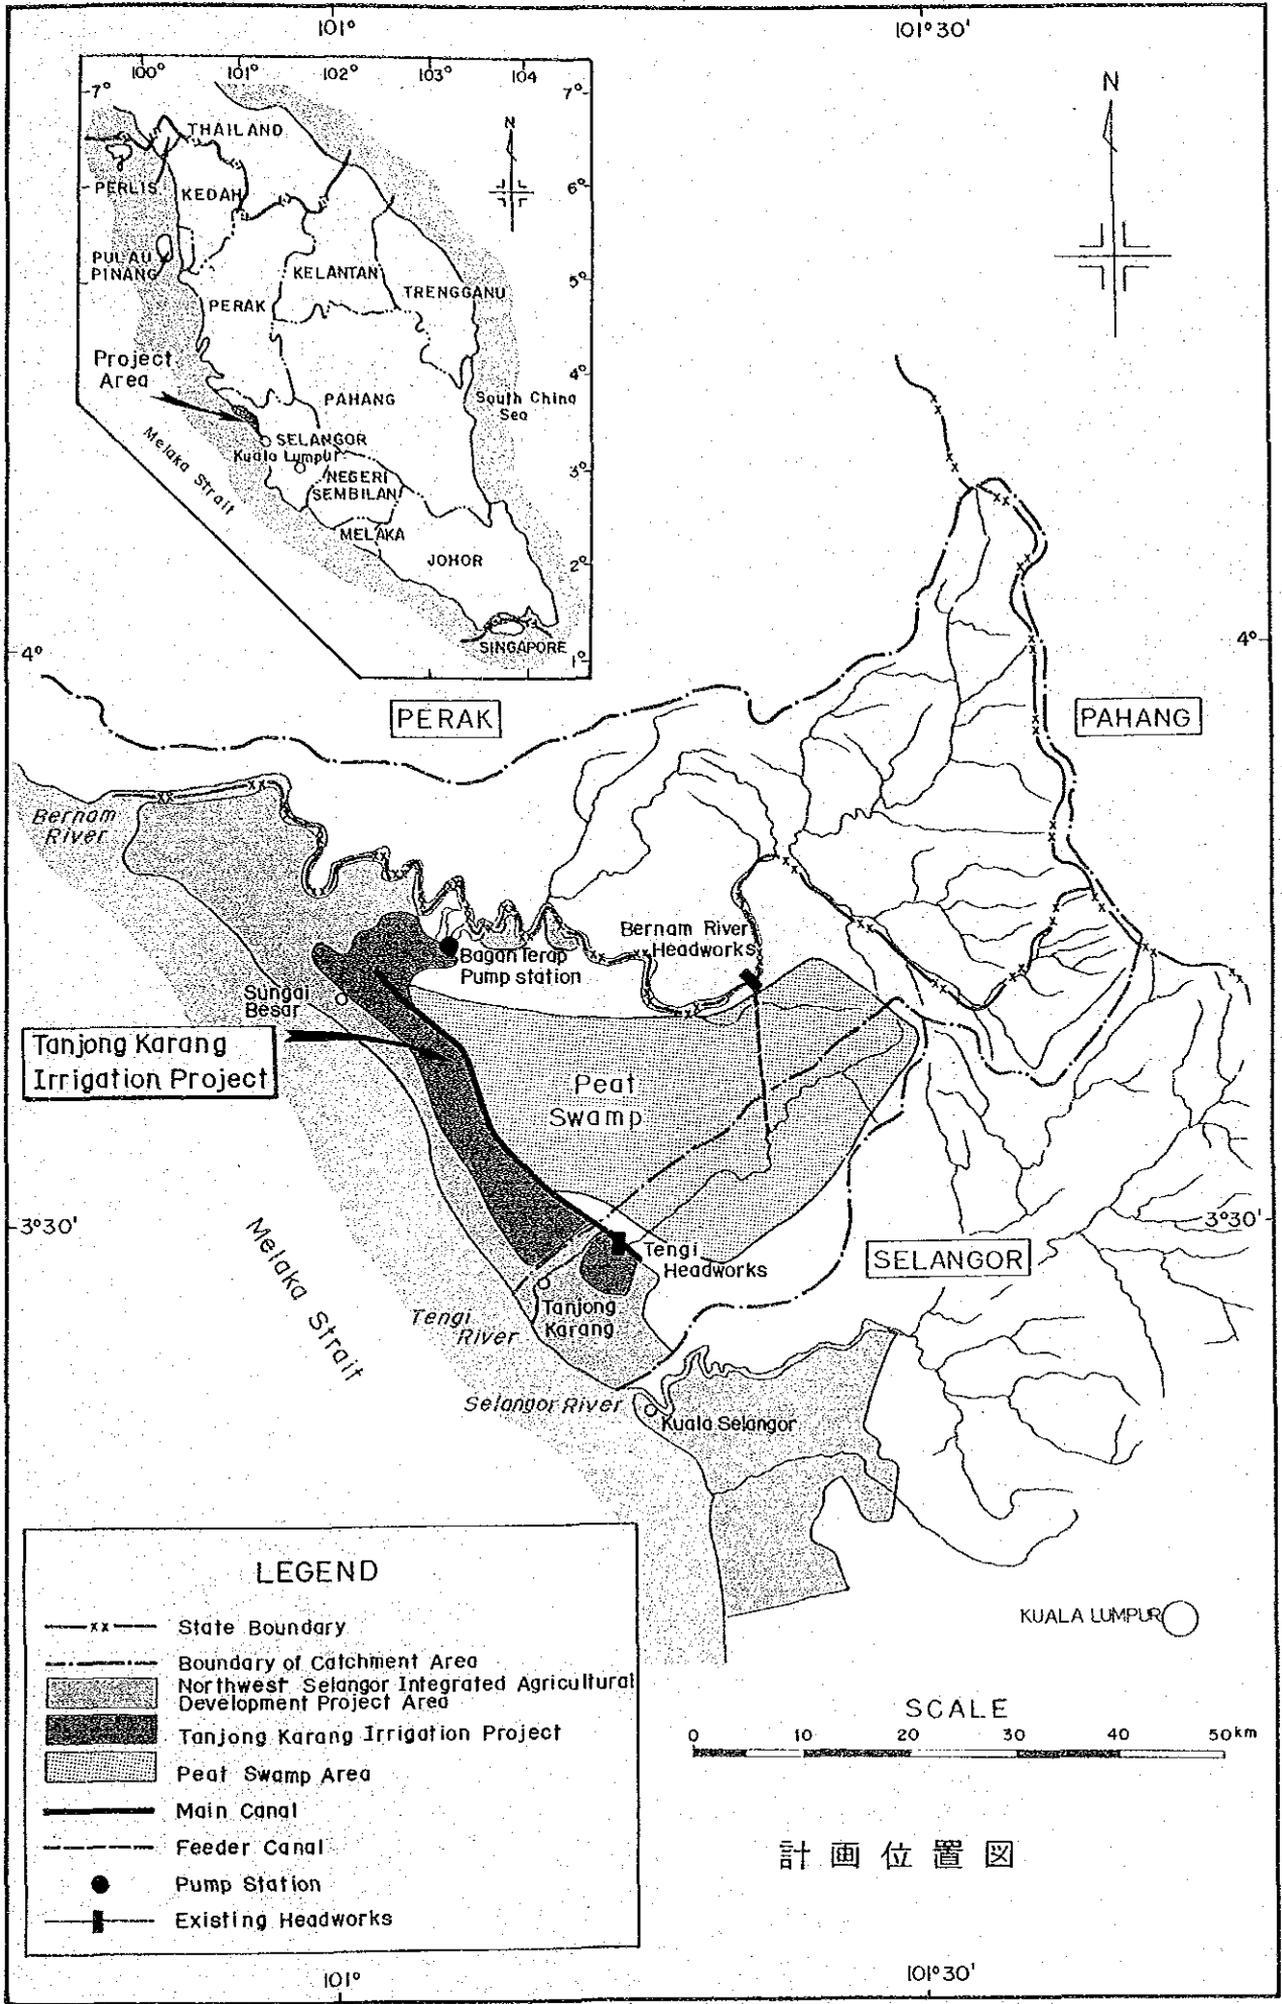 101°
101°30'
100°
101°
102°
103°
104
7°
7°
N
THAILAND
PERLIS
KEDAH
6°
PULAU
PINANG
KELANTAN
5°
TRENGGANU
PERAK
Project
Area
4°
PAHANG
South China
Sea
SELANGOR
Kuala Lumpur
3°
Melaka Strait
NEGERI
SEMBILAN
MELAKA
JOHOR
2°
SINGAPORE
1°
N
4°
4°
PERAK
PAHANG
Bernam
River
Bernam River
Headworks
Bagan Terap
Pump station
Sungai
Besar
Tanjong Karang
Irrigation Project
Peat
Swamp
3°30'
3°30'
Melaka Strait
Tengi
Headworks
SELANGOR
Tanjong
Karang
Tengi
River
Selangor River
Kuala Selangor
LEGEND
State Boundary
Boundary of Catchment Area
Northwest Selangor Integrated Agricultural
Development Project Area
Tanjong Karang Irrigation Project
Peat Swamp Area
Main Canal
Feeder Canal
Pump Station
Existing Headworks
KUALA LUMPUR
SCALE
0 10 20 30 40 50km
計画位置図
101°
101°30'